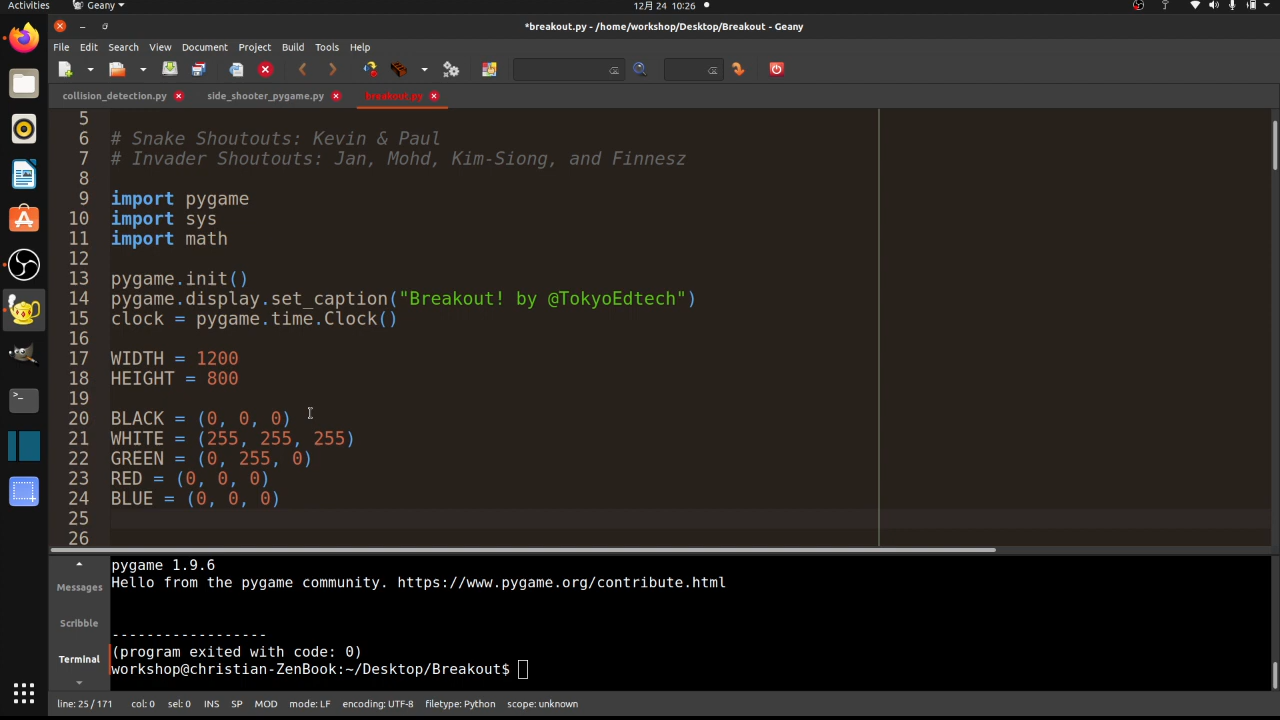 Activities
Geany
12月 24 10:26
*breakout.py - /home/workshop/Desktop/Breakout - Geany
File Edit Search View Document Project Build Tools Help
collision_detection.py side_shooter_pygame.py breakout.py
5
6 # Snake Shoutouts: Kevin & Paul
7 # Invader Shoutouts: Jan, Mohd, Kim-Siong, and Finnesz
8
9 import pygame
10 import sys
11 import math
12
13 pygame.init()
14 pygame.display.set_caption("Breakout! by @TokyoEdtech")
15 clock = pygame.time.Clock()
16
17 WIDTH = 1200
18 HEIGHT = 800
19
20 BLACK = (0, 0, 0)
21 WHITE = (255, 255, 255)
22 GREEN = (0, 255, 0)
23 RED = (0, 0, 0)
24 BLUE = (0, 0, 0)
25
26
Messages
Scribble
Terminal
pygame 1.9.6
Hello from the pygame community. https://www.pygame.org/contribute.html
------------------
(program exited with code: 0)
workshop@christian-ZenBook:~/Desktop/Breakout$
line: 25 / 171 col: 0 sel: 0 INS SP MOD mode: LF encoding: UTF-8 filetype: Python scope: unknown